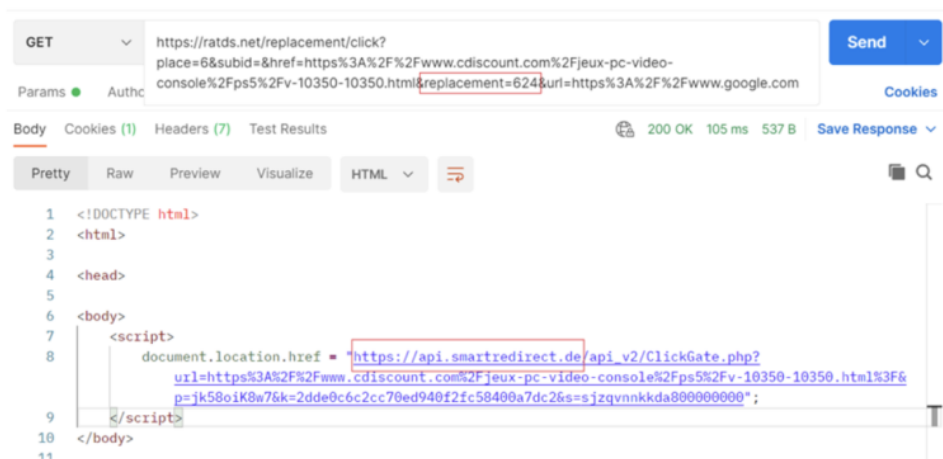 GET
https://ratds.net/replacement/click?
place=6&subid=&href=https%3A%2F%2Fwww.cdiscount.com%2Fjeux-pc-video-
console%2Fps5%2Fv-10350-10350.html&replacement=624&url=https%3A%2F%2Fwww.google.com
Send
Params
Autho
Cookies
Body Cookies (1) Headers (7) Test Results
200 OK 105 ms 537 B Save Response
Pretty Raw Preview Visualize HTML
1 <!DOCTYPE html>
2 <html>
3
4 <head>
5
6 <body>
7 <script>
8 document.location.href = "https://api.smartredirect.de/api_v2/ClickGate.php?
url=https%3A%2F%2Fwww.cdiscount.com%2Fjeux-pc-video-console%2Fps5%2Fv-10350-10350.html%3F&
p=jk58oiK8w7&k=2dde0c6c2cc70ed940f2fc58400a7dc2&s=sjzqvnnkkda800000000";
9 </script>
10 </body>
11